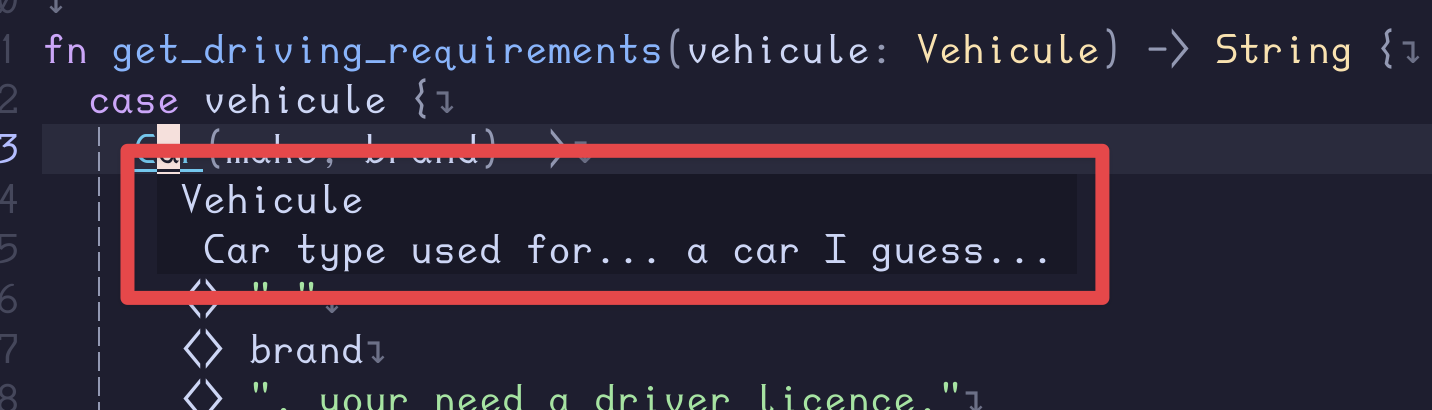 1 fn get_driving_requirements(vehicule: Vehicule) -> String {
2 case vehicule {
3 Car(make, brand) ->
4 Vehicule
5 Car type used for... a car I guess...
6 <> " "
7 <> brand
8 <> ", your need a driver licence."